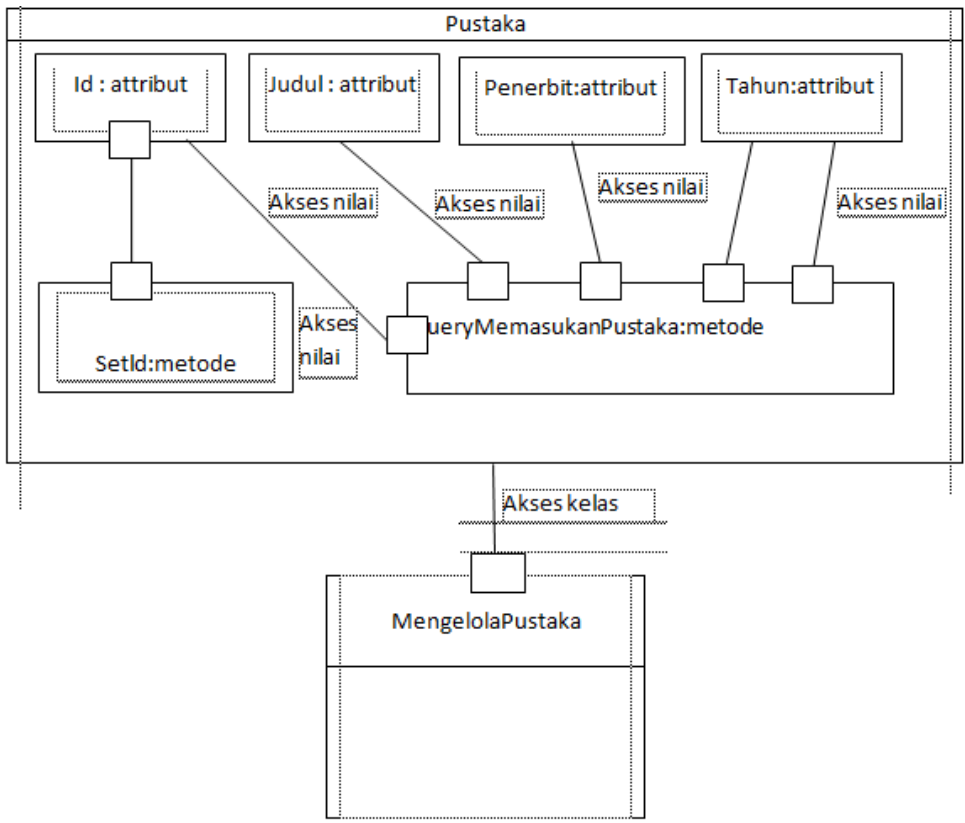 Pustaka
Id : attribut
Judul : attribut
Penerbit:attribut
Tahun:attribut
Akses nilai
Akses nilai
Akses nilai
Akses nilai
Akses
nilai
ueryMemasukanPustaka:metode
SetId:metode
Akses kelas
MengelolaPustaka